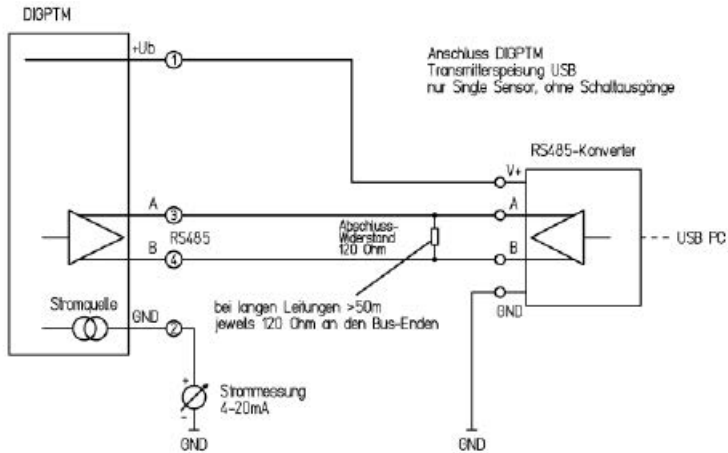 DIGPTM
+Ub
1
Anschluss DIGPTM
Transmitterspeisung USB
nur Single Sensor, ohne Schaltausgänge
RS485-Konverter
V+
A
3
A
RS485
Abschluss-
Widerstand
120 Ohm
B
4
B
USB PC
bei langen Leitungen >50m
jeweils 120 Ohm an den Bus-Enden
GND
Stromquelle
GND
2
+
-
Strommessung
4-20mA
GND
GND